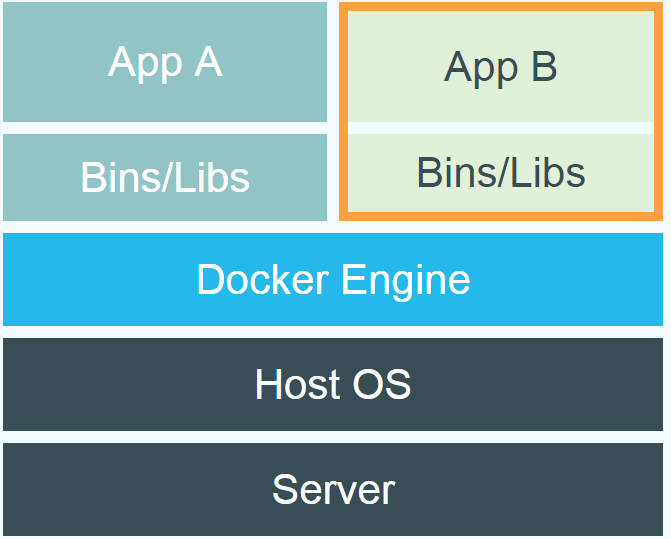 App A
App B
Bins/Libs
Bins/Libs
Docker Engine
Host OS
Server